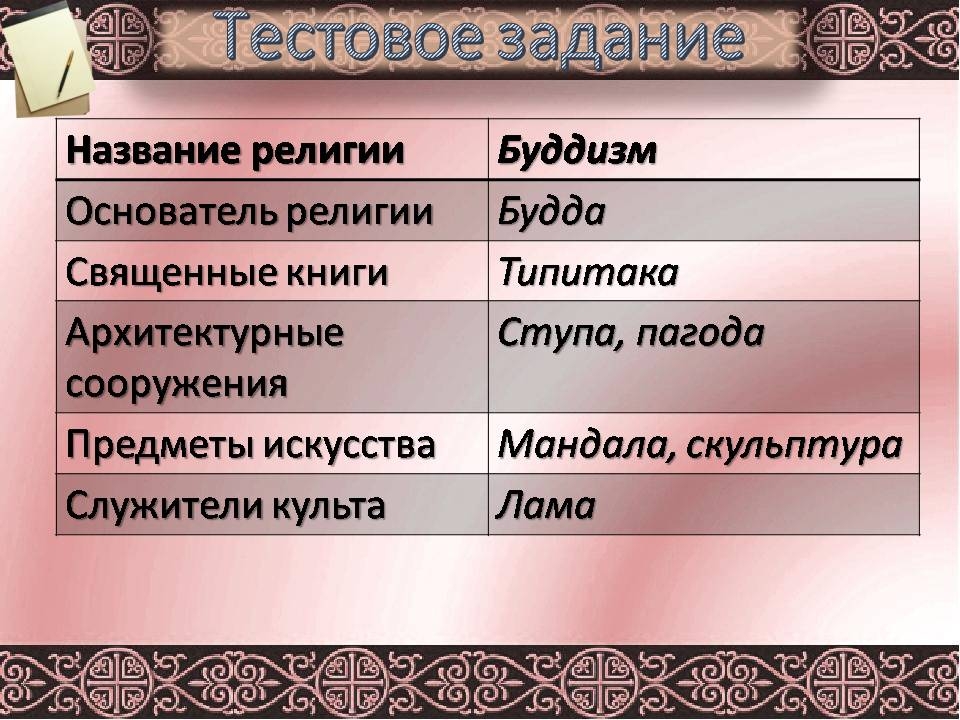 Тестовое задание
Название религии Буддизм
Основатель религии Будда
Священные книги Типитака
Архитектурные Ступа, пагода
сооружения
Предметы искусства Мандала, скульптура
Служители культа Лама